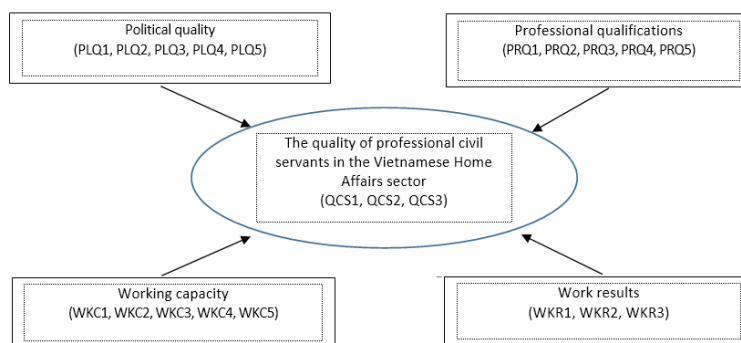 Political quality
(PLQ1, PLQ2, PLQ3, PLQ4, PLQ5)
Professional qualifications
(PRQ1, PRQ2, PRQ3, PRQ4, PRQ5)
The quality of professional civil
servants in the Vietnamese Home
Affairs sector
(QCS1, QCS2, QCS3)
Working capacity
(WKC1, WKC2, WKC3, WKC4, WKC5)
Work results
(WKR1, WKR2, WKR3)